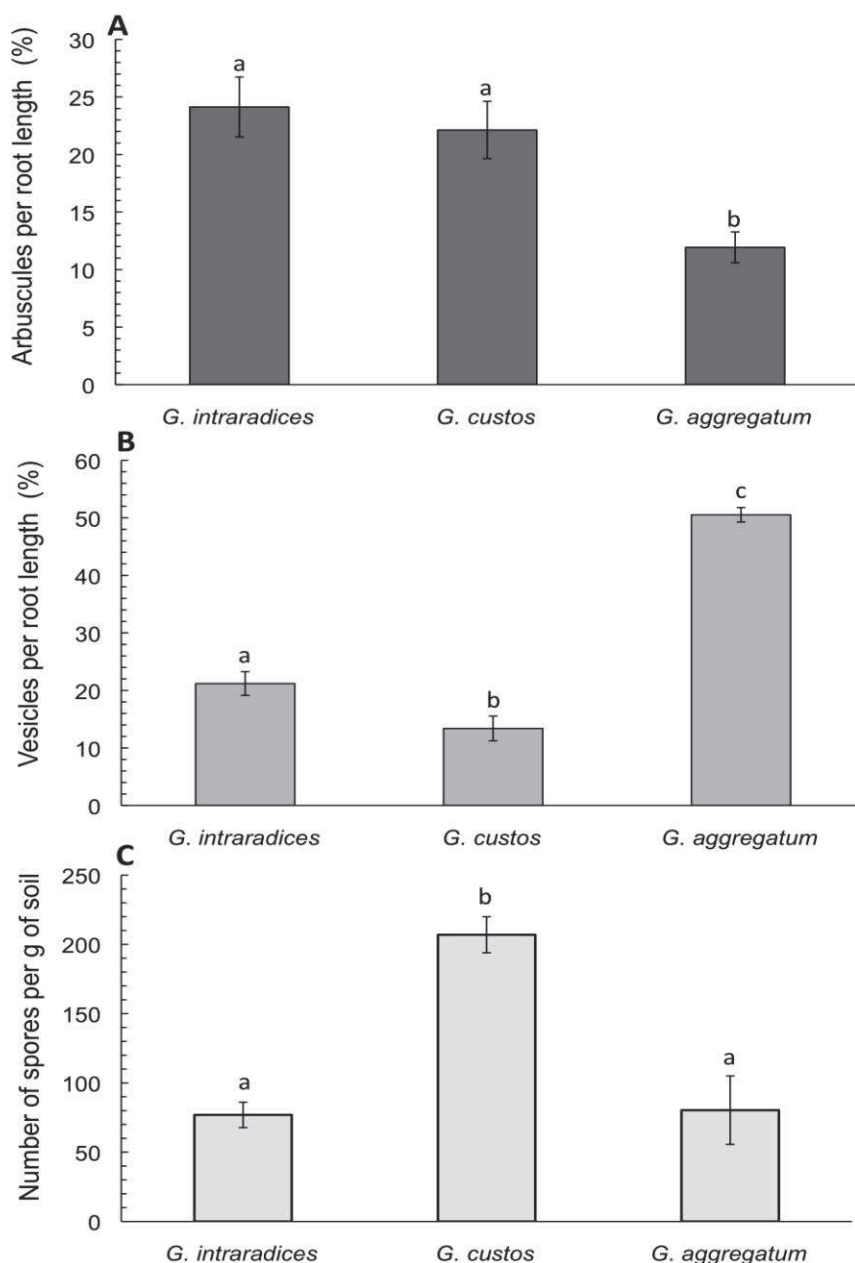 A
Arbuscules per root length (%)
30
25
20
15
10
5
0
a
a
b
G. intraradices
G. custos
G. aggregatum
B
Vesicles per root length (%)
60
50
40
30
20
10
0
a
b
c
G. intraradices
G. custos
G. aggregatum
C
Number of spores per g of soil
250
200
150
100
50
0
a
b
a
G. intraradices
G. custos
G. aggregatum